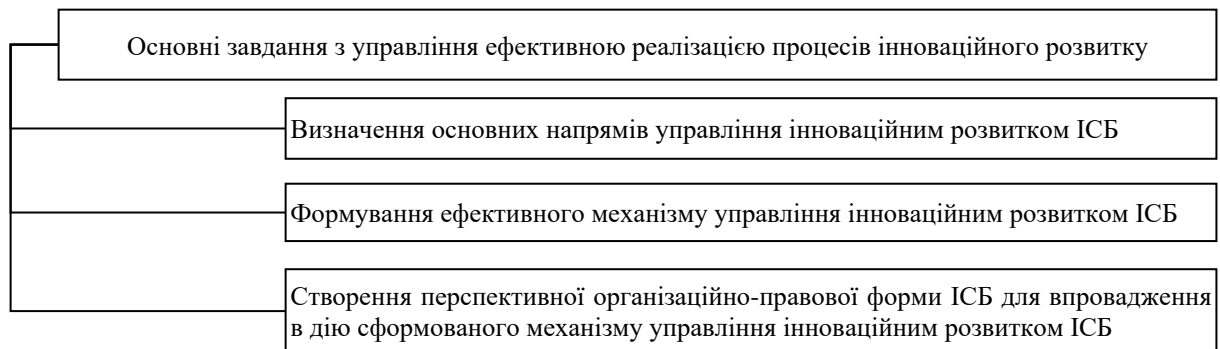 Основні завдання з управління ефективною реалізацією процесів інноваційного розвитку
Визначення основних напрямів управління інноваційним розвитком ІСБ
Формування ефективного механізму управління інноваційним розвитком ІСБ
Створення перспективної організаційно-правової форми ІСБ для впровадження
в дію сформованого механізму управління інноваційним розвитком ІСБ